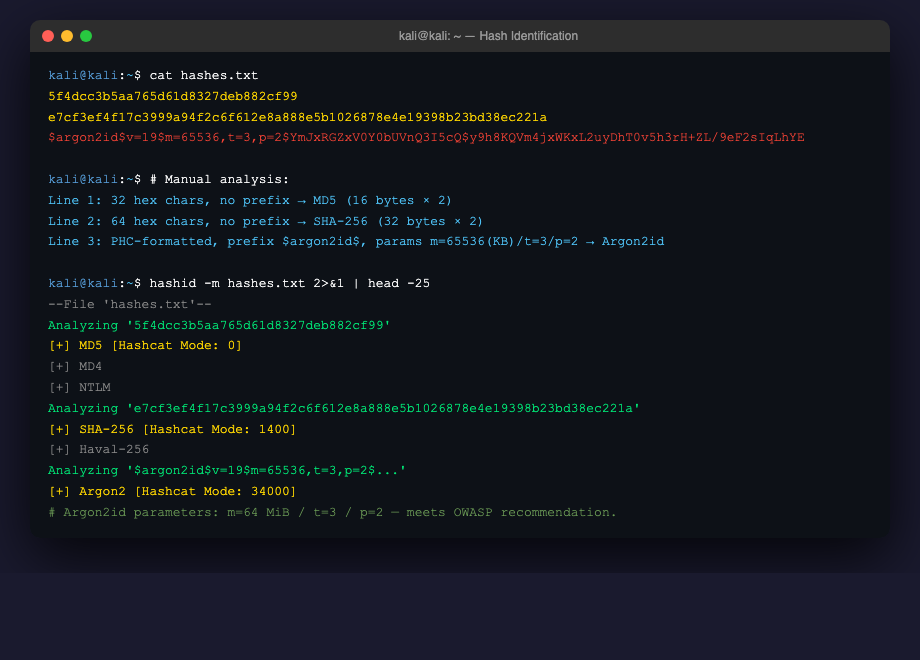 kali@kali: ~ — Hash Identification
kali@kali:~$ cat hashes.txt
5f4dcc3b5aa765d61d8327deb882cf99
e7cf3ef4f17c3999a94f2c6f612e8a888e5b1026878e4e19398b23bd38ec221a
$argon2id$v=19$m=65536,t=3,p=2$YmJxRGZxV0Y0bUVnQ3I5cQ$y9h8KQVm4jxWKxL2uyDhT0v5h3rH+ZL/9eF2sIqLhYE
kali@kali:~$ # Manual analysis:
Line 1: 32 hex chars, no prefix → MD5 (16 bytes × 2)
Line 2: 64 hex chars, no prefix → SHA-256 (32 bytes × 2)
Line 3: PHC-formatted, prefix $argon2id$, params m=65536(KB)/t=3/p=2 → Argon2id
kali@kali:~$ hashid -m hashes.txt 2>&1 | head -25
--File 'hashes.txt'--
Analyzing '5f4dcc3b5aa765d61d8327deb882cf99'
[+] MD5 [Hashcat Mode: 0]
[+] MD4
[+] NTLM
Analyzing 'e7cf3ef4f17c3999a94f2c6f612e8a888e5b1026878e4e19398b23bd38ec221a'
[+] SHA-256 [Hashcat Mode: 1400]
[+] Haval-256
Analyzing '$argon2id$v=19$m=65536,t=3,p=2$...'
[+] Argon2 [Hashcat Mode: 34000]
# Argon2id parameters: m=64 MiB / t=3 / p=2 — meets OWASP recommendation.